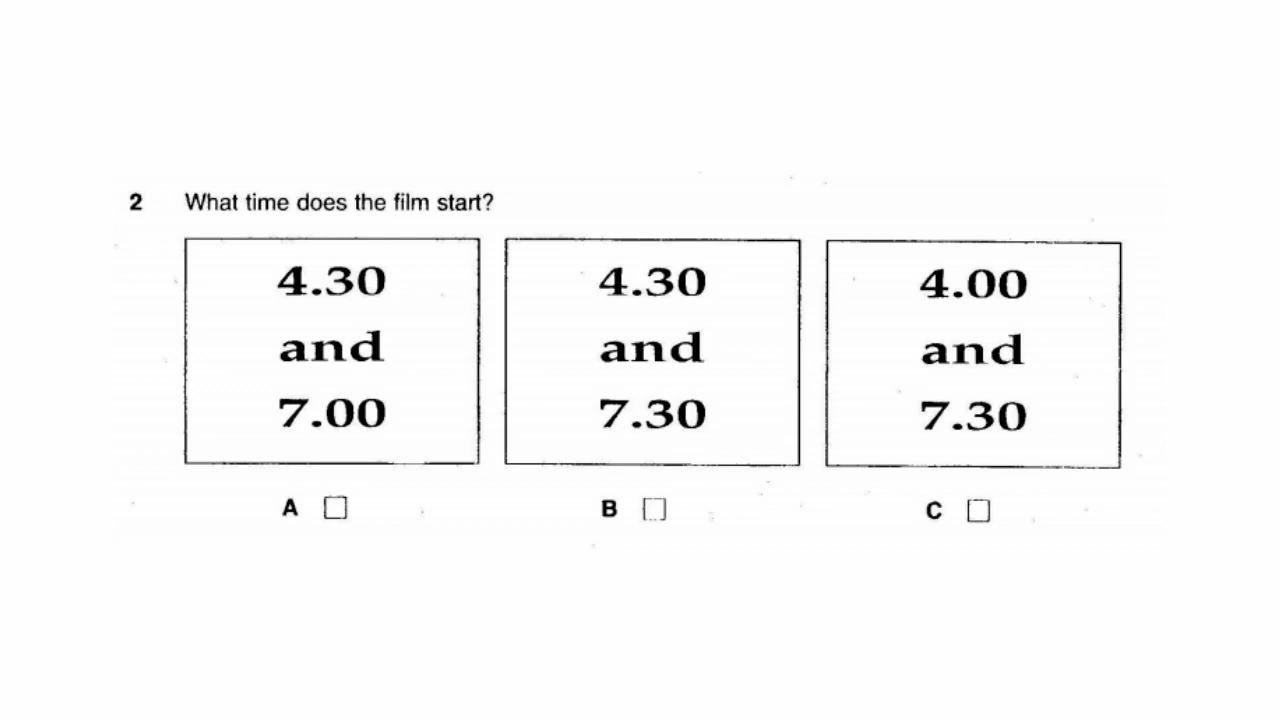 2 What time does the film start?
4.30
and
7.00
4.30
and
7.30
4.00
and
7.30
A
B
C